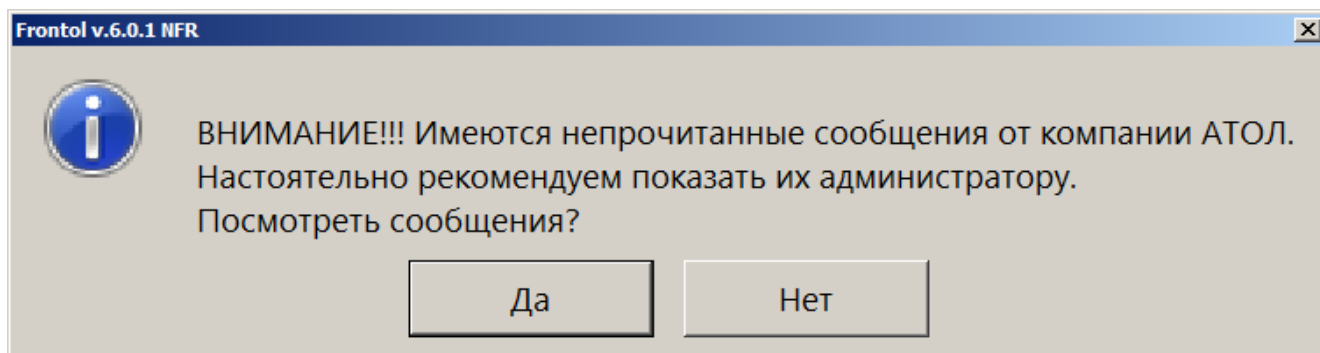 Frontol v.6.0.1 NFR
ВНИМАНИЕ!!! Имеются непрочитанные сообщения от компании АТОЛ.
Настоятельно рекомендуем показать их администратору.
Посмотреть сообщения?
Да
Нет